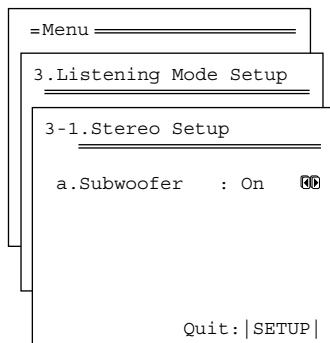 Menu
3.Listening Mode Setup
3-1.Stereo Setup
a.Subwoofer : On
Quit:|SETUP|